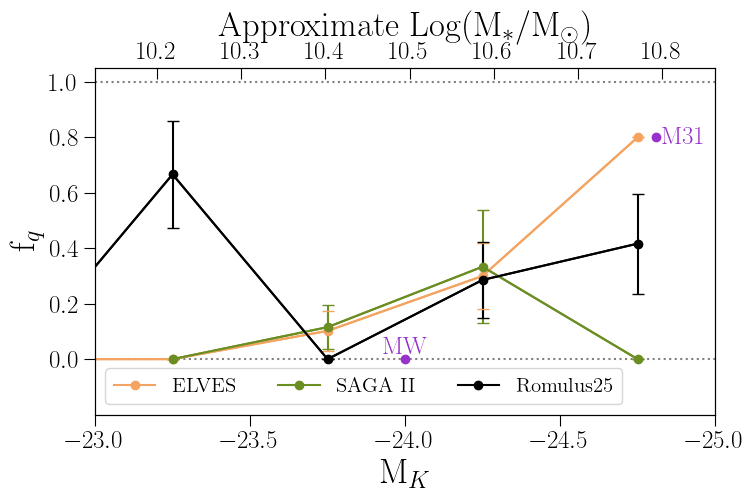 Approximate Log(M*/M☉)
10.2 10.3 10.4 10.5 10.6 10.7 10.8
1.0
0.8
0.6
0.4
0.2
0.0
f_q
M31
MW
ELVES SAGA II Romulus25
−23.0 −23.5 −24.0 −24.5 −25.0
M_K